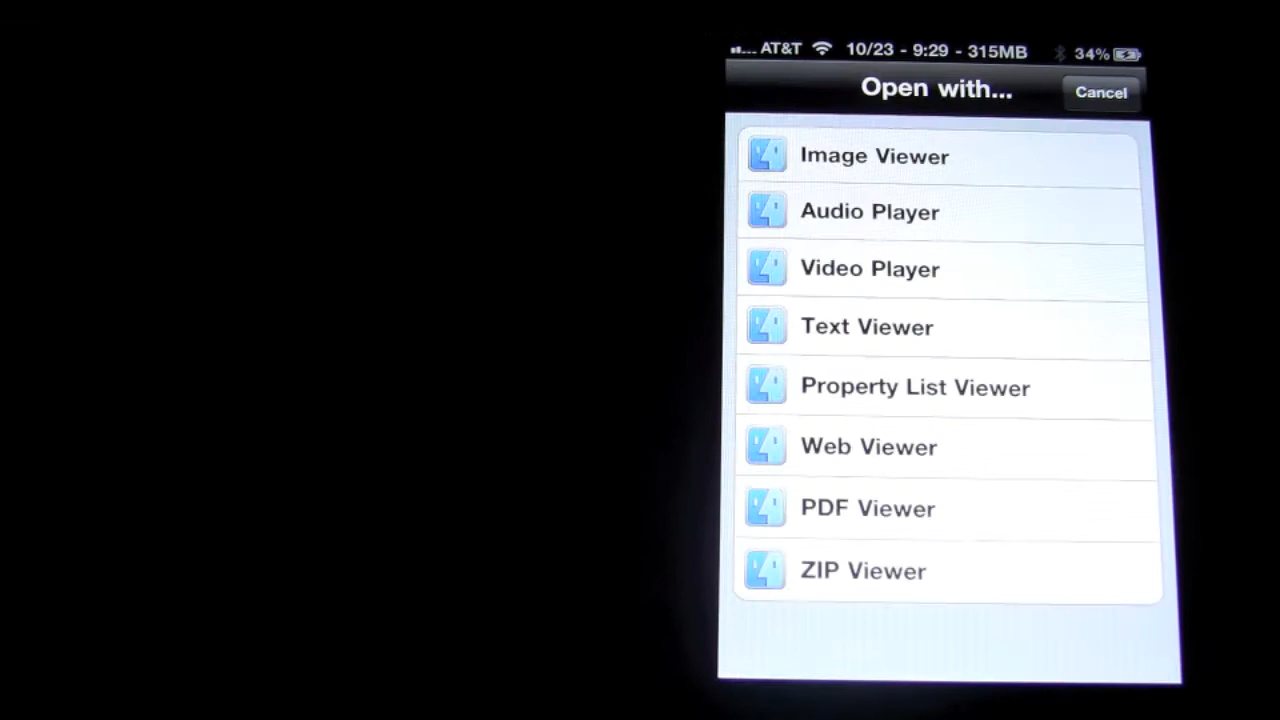 AT&T 10/23 - 9:29 - 315MB 34%
Open with...
Cancel
Image Viewer
Audio Player
Video Player
Text Viewer
Property List Viewer
Web Viewer
PDF Viewer
ZIP Viewer